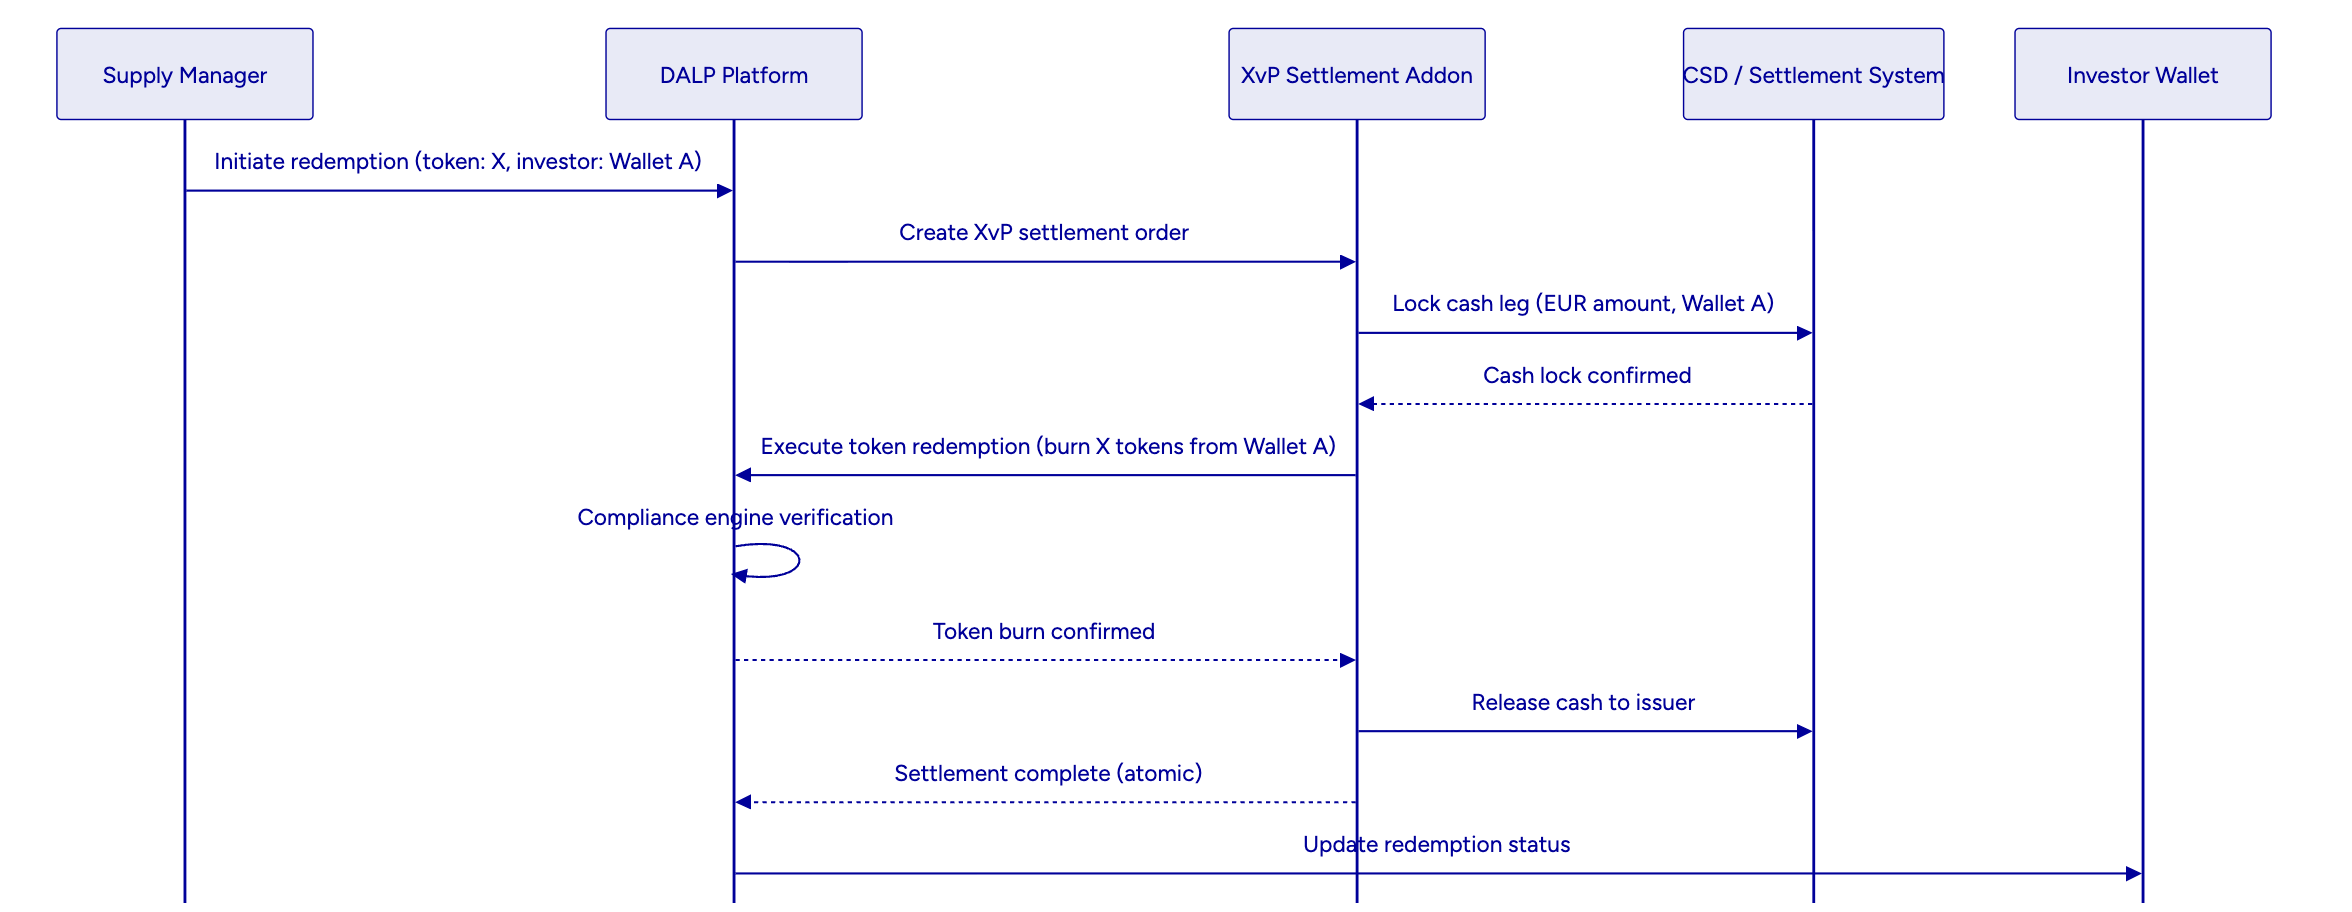 Supply Manager
DALP Platform
XvP Settlement Addon
CSD / Settlement System
Investor Wallet
Initiate redemption (token: X, investor: Wallet A)
Create XvP settlement order
Lock cash leg (EUR amount, Wallet A)
Cash lock confirmed
Execute token redemption (burn X tokens from Wallet A)
Compliance engine verification
Token burn confirmed
Release cash to issuer
Settlement complete (atomic)
Update redemption status